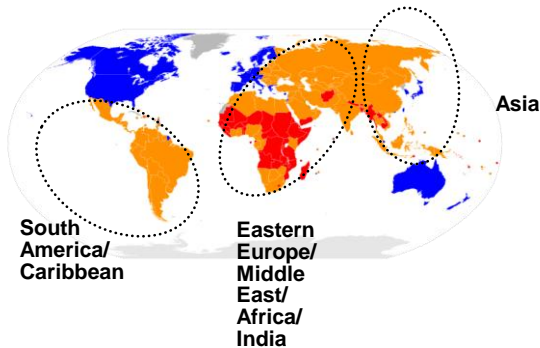 Asia
South
America/
Caribbean
Eastern
Europe/
Middle
East/
Africa/
India